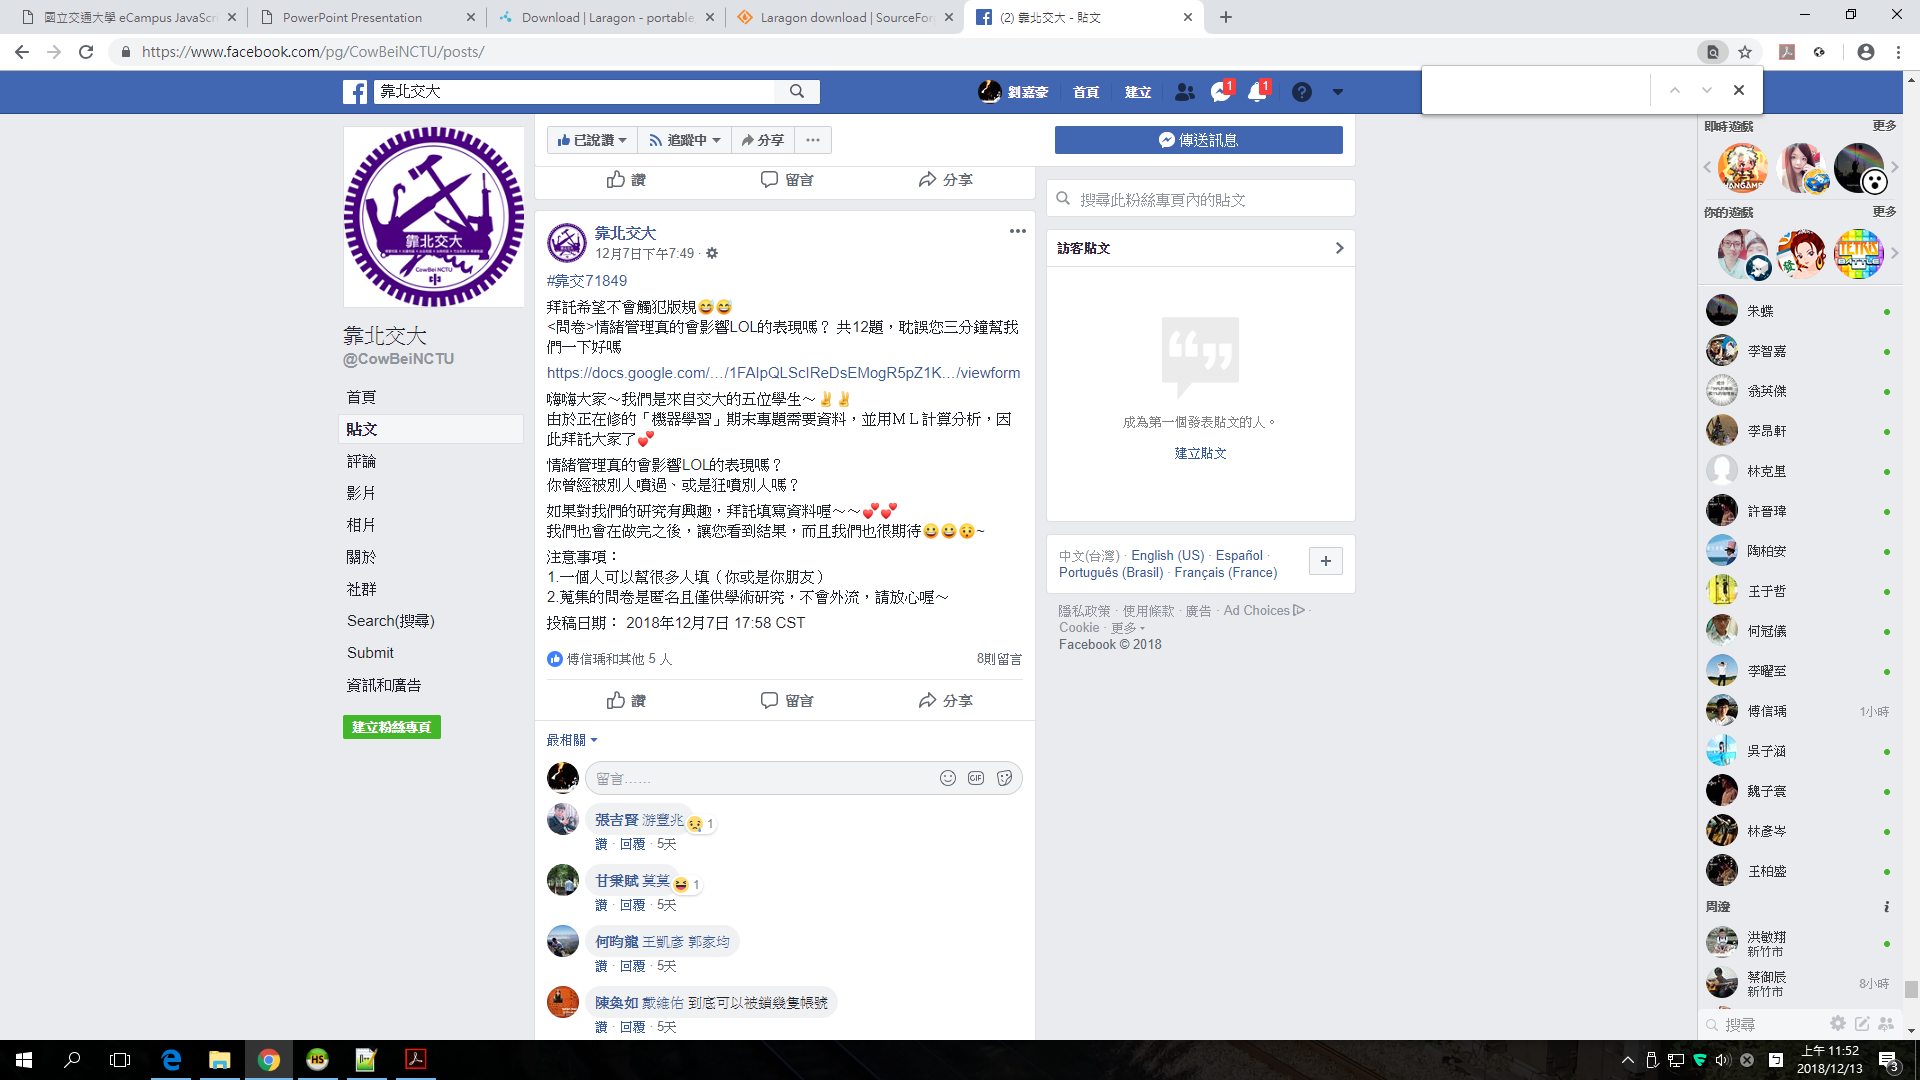 國立交通大學 eCampus JavaScri
PowerPoint Presentation
Download | Laragon - portable,
Laragon download | SourceFor
(2) 靠北交大 - 貼文
https://www.facebook.com/pg/CowBeiNCTU/posts/
靠北交大
劉嘉豪
首頁
建立
1
1
靠北交大
CowBei NCTU
靠北交大
@CowBeiNCTU
首頁
貼文
評論
影片
相片
關於
社群
Search(搜尋)
Submit
資訊和廣告
建立粉絲專頁
已說讚
追蹤中
分享
傳送訊息
讚
留言
分享
靠北交大
12月7日下午7:49 ·
#靠交71849
拜託希望不會觸犯版規😅😅
<問卷>情緒管理真的會影響LOL的表現嗎？ 共12題，耽誤您三分鐘幫我
們一下好嗎
https://docs.google.com/…/1FAIpQLScIReDsEMogR5pZ1K…/viewform
嗨嗨大家～我們是來自交大的五位學生～✌✌
由於正在修的「機器學習」期末專題需要資料，並用ＭＬ計算分析，因
此拜託大家了💕
情緒管理真的會影響LOL的表現嗎？
你曾經被別人噴過、或是狂噴別人嗎？
如果對我們的研究有興趣，拜託填寫資料喔～～💕💕
我們也會在做完之後，讓您看到結果，而且我們也很期待😀😀😯~
注意事項：
1.一個人可以幫很多人填（你或是你朋友）
2.蒐集的問卷是匿名且僅供學術研究，不會外流，請放心喔～
投稿日期： 2018年12月7日 17:58 CST
傅信瑀和其他 5 人
8則留言
讚
留言
分享
最相關
留言……
GIF
張吉賢 游豐兆
1
讚 · 回覆 · 5天
甘秉賦 莫莫
1
讚 · 回覆 · 5天
何昀龍 王凱彥 郭家均
讚 · 回覆 · 5天
陳奐如 戴維佑 到底可以被鎖幾隻帳號
讚 · 回覆 · 5天
搜尋此粉絲專頁內的貼文
訪客貼文
成為第一個發表貼文的人。
建立貼文
中文(台灣) · English (US) · Español ·
Português (Brasil) · Français (France)
隱私政策 · 使用條款 · 廣告 · Ad Choices ·
Cookie · 更多
Facebook © 2018
即時遊戲
更多
HANGAME
你的遊戲
更多
TETRIS
BATTLE
朱蝶
李智嘉
翁英傑
李昂軒
林克里
許晉瑋
陶柏安
王于哲
何冠儀
李曜至
傅信瑀
1小時
吳子涵
魏子寰
林彥岑
王柏盛
周邊
洪敏翔
新竹市
蔡御辰
新竹市
8小時
搜尋
HS
上午 11:52
2018/12/13
3